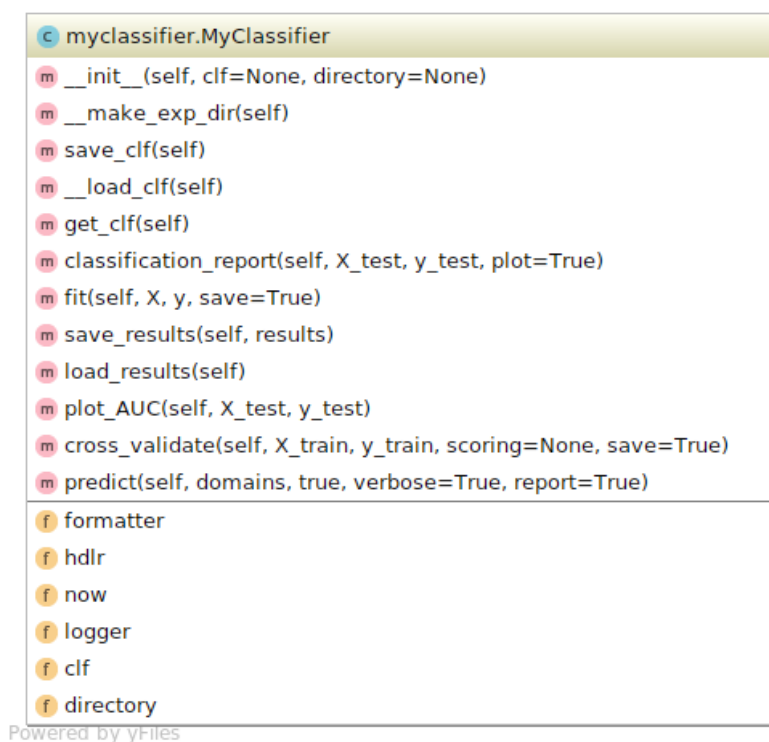 c myclassifier.MyClassifier
m __init__(self, clf=None, directory=None)
m __make_exp_dir(self)
m save_clf(self)
m __load_clf(self)
m get_clf(self)
m classification_report(self, X_test, y_test, plot=True)
m fit(self, X, y, save=True)
m save_results(self, results)
m load_results(self)
m plot_AUC(self, X_test, y_test)
m cross_validate(self, X_train, y_train, scoring=None, save=True)
m predict(self, domains, true, verbose=True, report=True)
f formatter
f hdlr
f now
f logger
f clf
f directory
Powered by yFiles